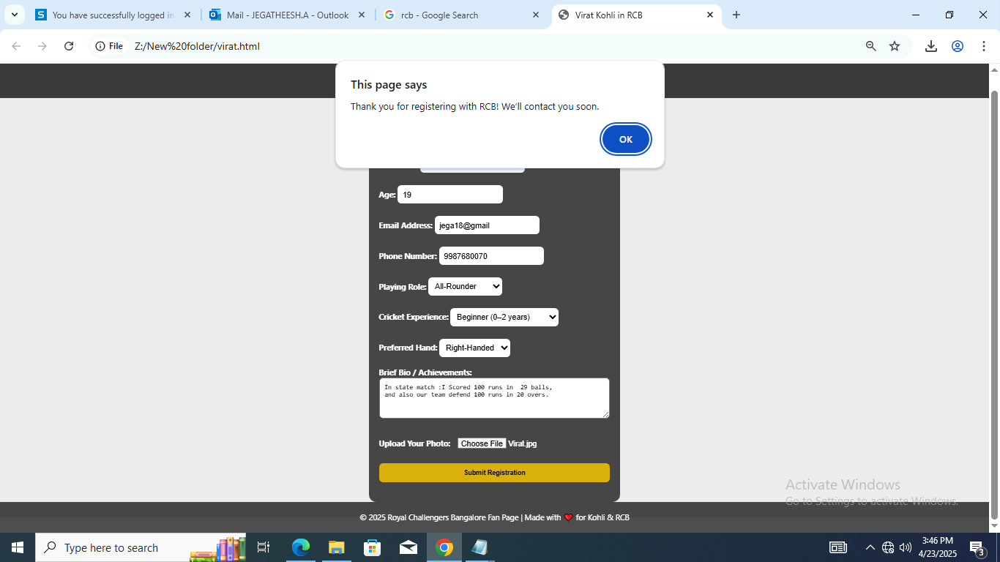 You have successfully logged in
Mail - JEGATHEESH.A - Outlook
rcb - Google Search
Virat Kohli in RCB
File
Z:/New%20folder/virat.html
This page says
Thank you for registering with RCB! We'll contact you soon.
OK
Age: 19
Email Address: jega18@gmail
Phone Number: 9987680070
Playing Role: All-Rounder
Cricket Experience: Beginner (0–2 years)
Preferred Hand: Right-Handed
Brief Bio / Achievements:
In state match :I Scored 100 runs in  29 balls,
and also our team defend 100 runs in 20 overs.
Upload Your Photo: Choose File Virat.jpg
Submit Registration
Activate Windows
Go to Settings to activate Windows.
© 2025 Royal Challengers Bangalore Fan Page | Made with ❤️ for Kohli & RCB
Type here to search
3:46 PM
4/23/2025
3